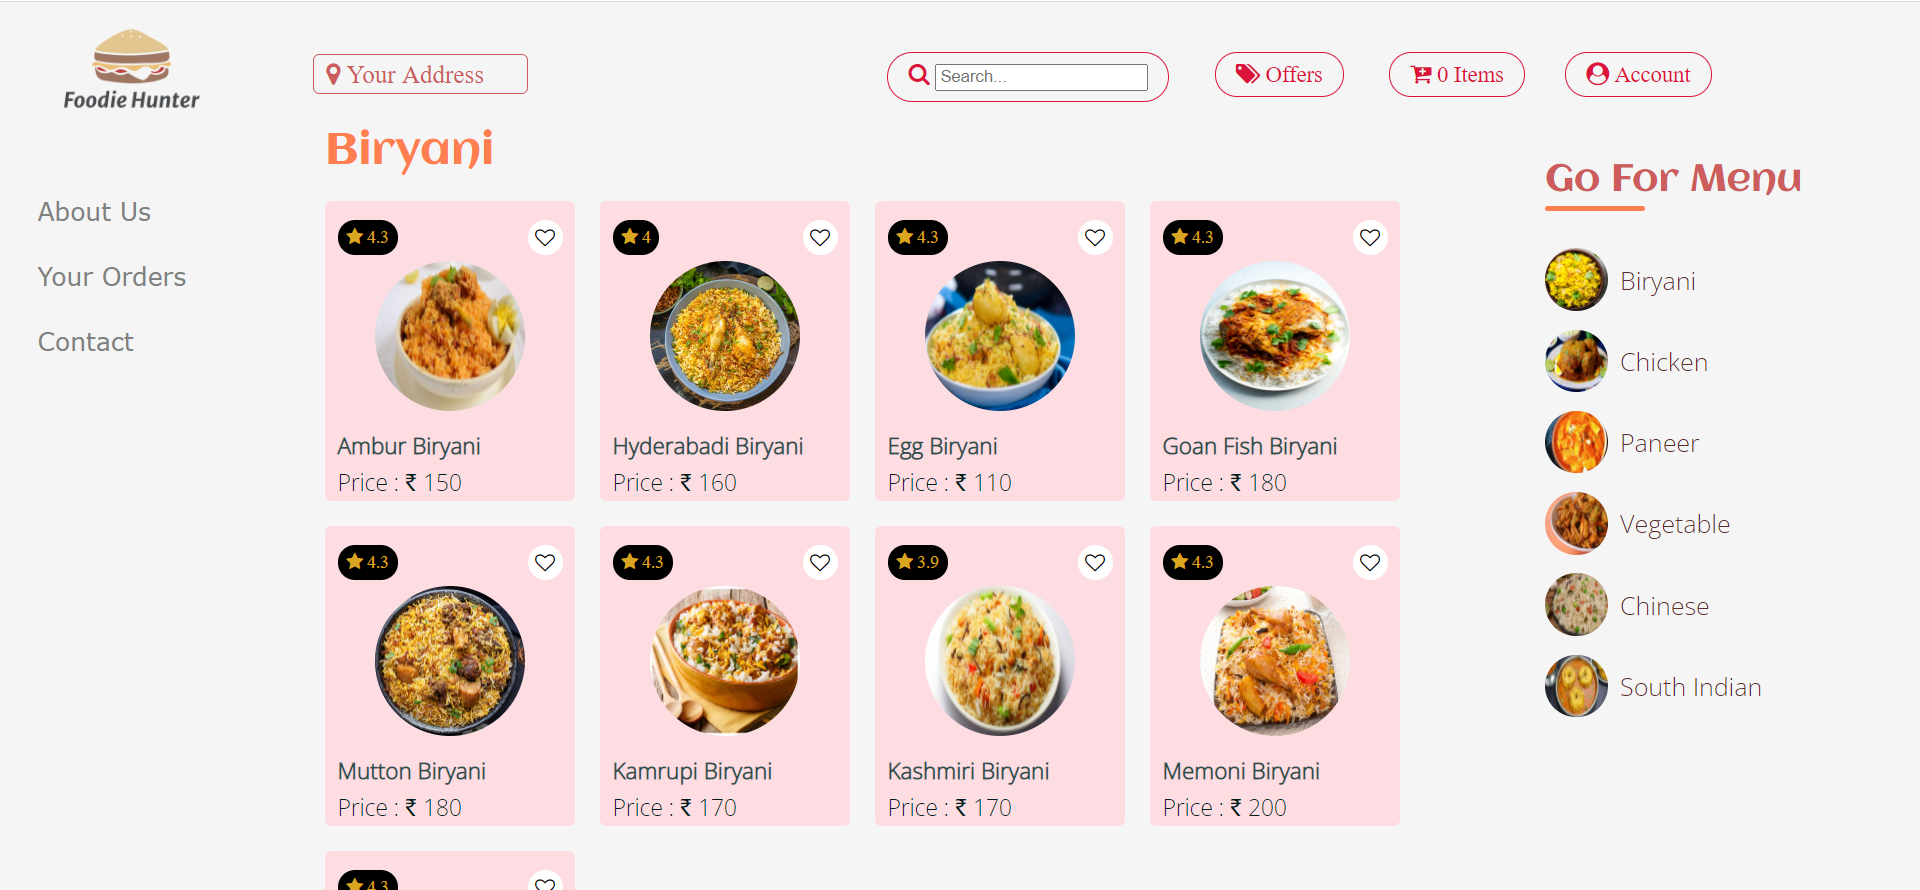 Foodie Hunter
Your Address
Search...
Offers
0 Items
Account
About Us
Your Orders
Contact
Biryani
4.3
Ambur Biryani
Price : ₹ 150
4
Hyderabadi Biryani
Price : ₹ 160
4.3
Egg Biryani
Price : ₹ 110
4.3
Goan Fish Biryani
Price : ₹ 180
4.3
Mutton Biryani
Price : ₹ 180
4.3
Kamrupi Biryani
Price : ₹ 170
3.9
Kashmiri Biryani
Price : ₹ 170
4.3
Memoni Biryani
Price : ₹ 200
4.3
Go For Menu
Biryani
Chicken
Paneer
Vegetable
Chinese
South Indian